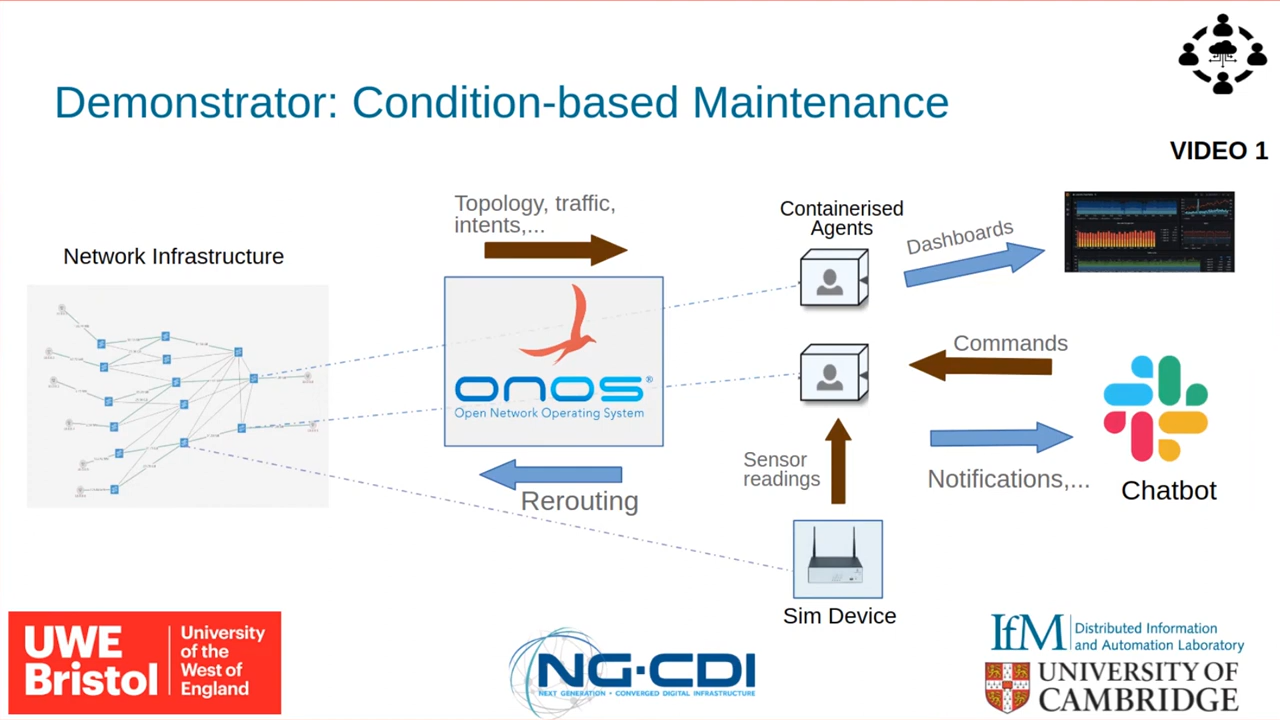 Demonstrator: Condition-based Maintenance
VIDEO 1
Topology, traffic,
intents,...
Containerised
Agents
Dashboards
Network Infrastructure
Commands
onos®
Open Network Operating System
Sensor
readings
Notifications,...
Rerouting
Chatbot
Sim Device
UWE
Bristol
University
of the
West of
England
NG-CDI
NEXT GENERATION • CONVERGED DIGITAL INFRASTRUCTURE
IfM
Distributed Information
and Automation Laboratory
UNIVERSITY OF
CAMBRIDGE